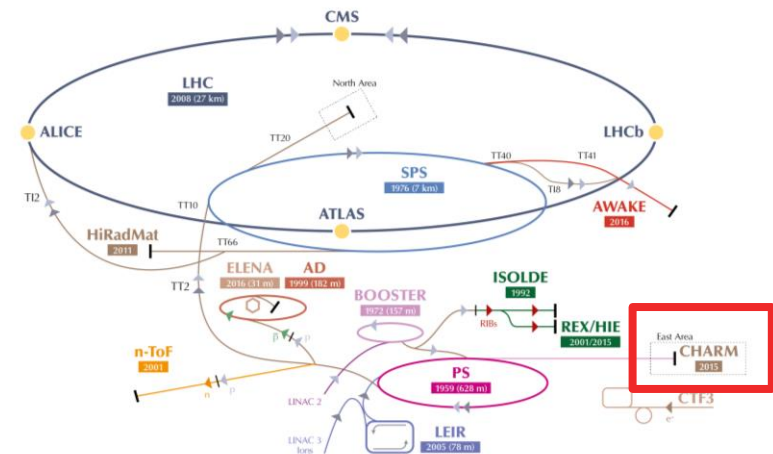 CMS
LHC
2008 (27 km)
North Area
ALICE
TT20
LHCb
TT40
TT41
SPS
1976 (7 km)
TI8
TI2
TT10
ATLAS
AWAKE
2016
HiRadMat
2011
TT66
ELENA
2016 (31 m)
AD
1999 (182 m)
ISOLDE
1992
TT2
BOOSTER
1972 (157 m)
RIBs
REX/HIE
2001/2015
East Area
p
p
n-ToF
2001
CHARM
2015
PS
1959 (628 m)
n
p
LINAC 2
CTF3
e-
LEIR
2005 (78 m)
LINAC 3
Ions